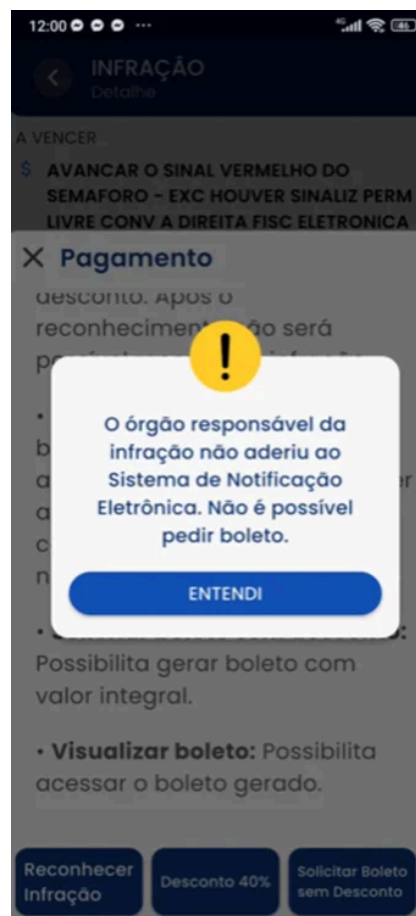 12:00
4G
46
INFRAÇÃO
Detalhe
A VENCER
$ AVANCAR O SINAL VERMELHO DO
SEMAFORO - EXC HOUVER SINALIZ PERM
LIVRE CONV A DIREITA FISC ELETRONICA
Pagamento
desconto. Após o
reconhecimento será
!
O órgão responsável da
infração não aderiu ao
Sistema de Notificação
Eletrônica. Não é possível
pedir boleto.
ENTENDI
Possibilita gerar boleto com
valor integral.
• Visualizar boleto: Possibilita
acessar o boleto gerado.
Reconhecer
Infração
Desconto 40%
Solicitar Boleto
sem Desconto